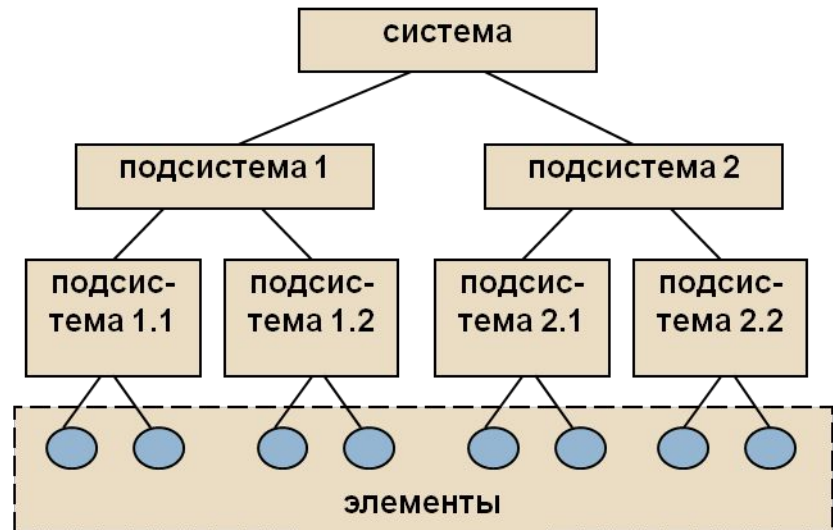 система
подсистема 1
подсистема 2
подсис-
тема 1.1
подсис-
тема 1.2
подсис-
тема 2.1
подсис-
тема 2.2
элементы